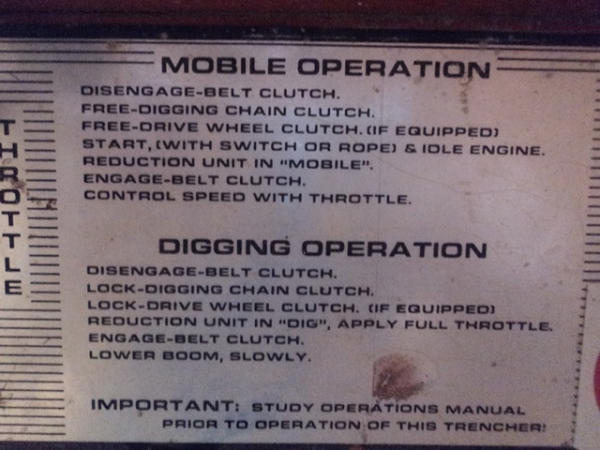 MOBILE OPERATION
DISENGAGE-BELT CLUTCH.
FREE-DIGGING CHAIN CLUTCH.
FREE-DRIVE WHEEL CLUTCH. (IF EQUIPPED)
START, (WITH SWITCH OR ROPE) & IDLE ENGINE.
REDUCTION UNIT IN "MOBILE".
ENGAGE-BELT CLUTCH.
CONTROL SPEED WITH THROTTLE.
THROTTLE
DIGGING OPERATION
DISENGAGE-BELT CLUTCH.
LOCK-DIGGING CHAIN CLUTCH.
LOCK-DRIVE WHEEL CLUTCH. (IF EQUIPPED)
REDUCTION UNIT IN "DIG", APPLY FULL THROTTLE.
ENGAGE-BELT CLUTCH.
LOWER BOOM, SLOWLY.
IMPORTANT: STUDY OPERATIONS MANUAL
PRIOR TO OPERATION OF THIS TRENCHER!